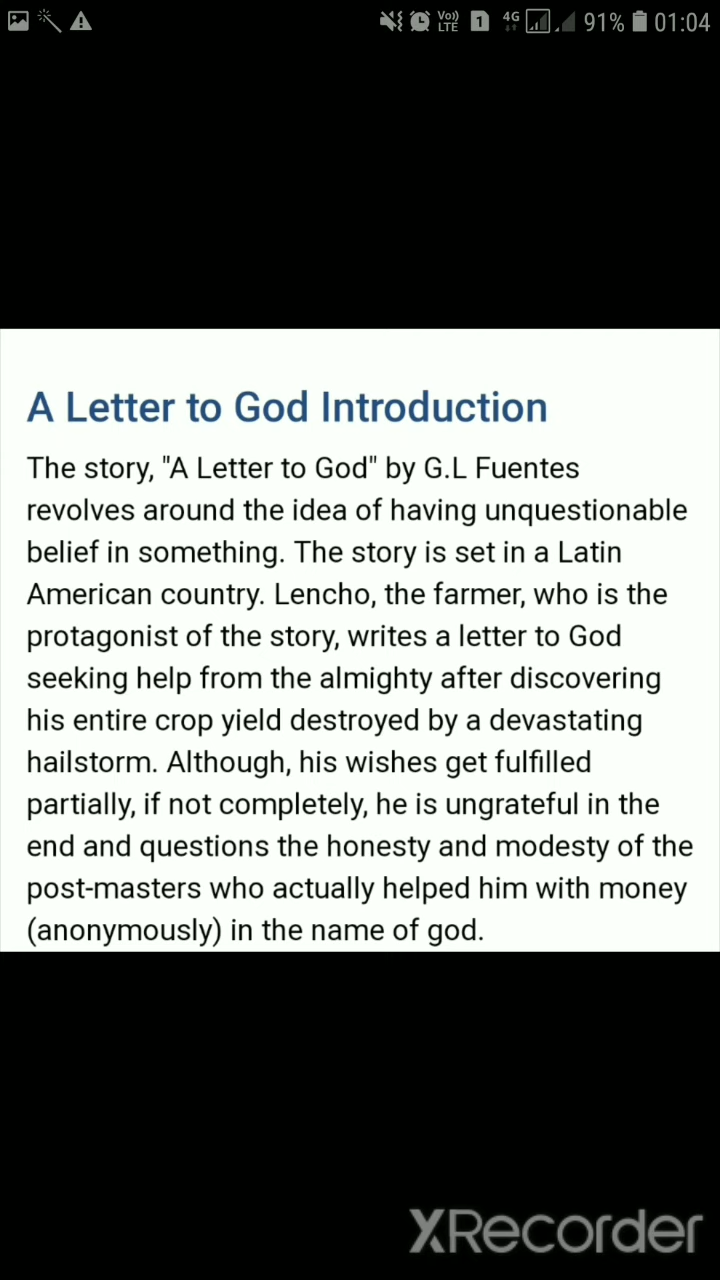 Vo)) 4G 91% 01:04
LTE 1
A Letter to God Introduction
The story, "A Letter to God" by G.L Fuentes
revolves around the idea of having unquestionable
belief in something. The story is set in a Latin
American country. Lencho, the farmer, who is the
protagonist of the story, writes a letter to God
seeking help from the almighty after discovering
his entire crop yield destroyed by a devastating
hailstorm. Although, his wishes get fulfilled
partially, if not completely, he is ungrateful in the
end and questions the honesty and modesty of the
post-masters who actually helped him with money
(anonymously) in the name of god.
XRecorder